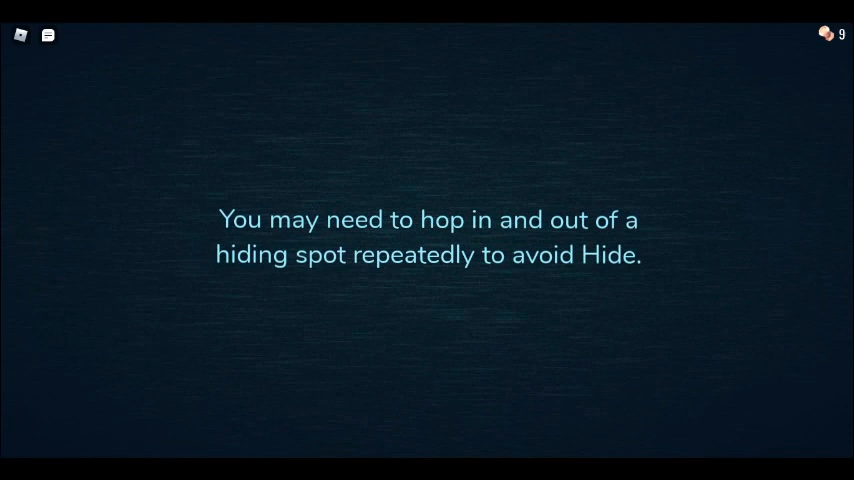 9
You may need to hop in and out of a
hiding spot repeatedly to avoid Hide.